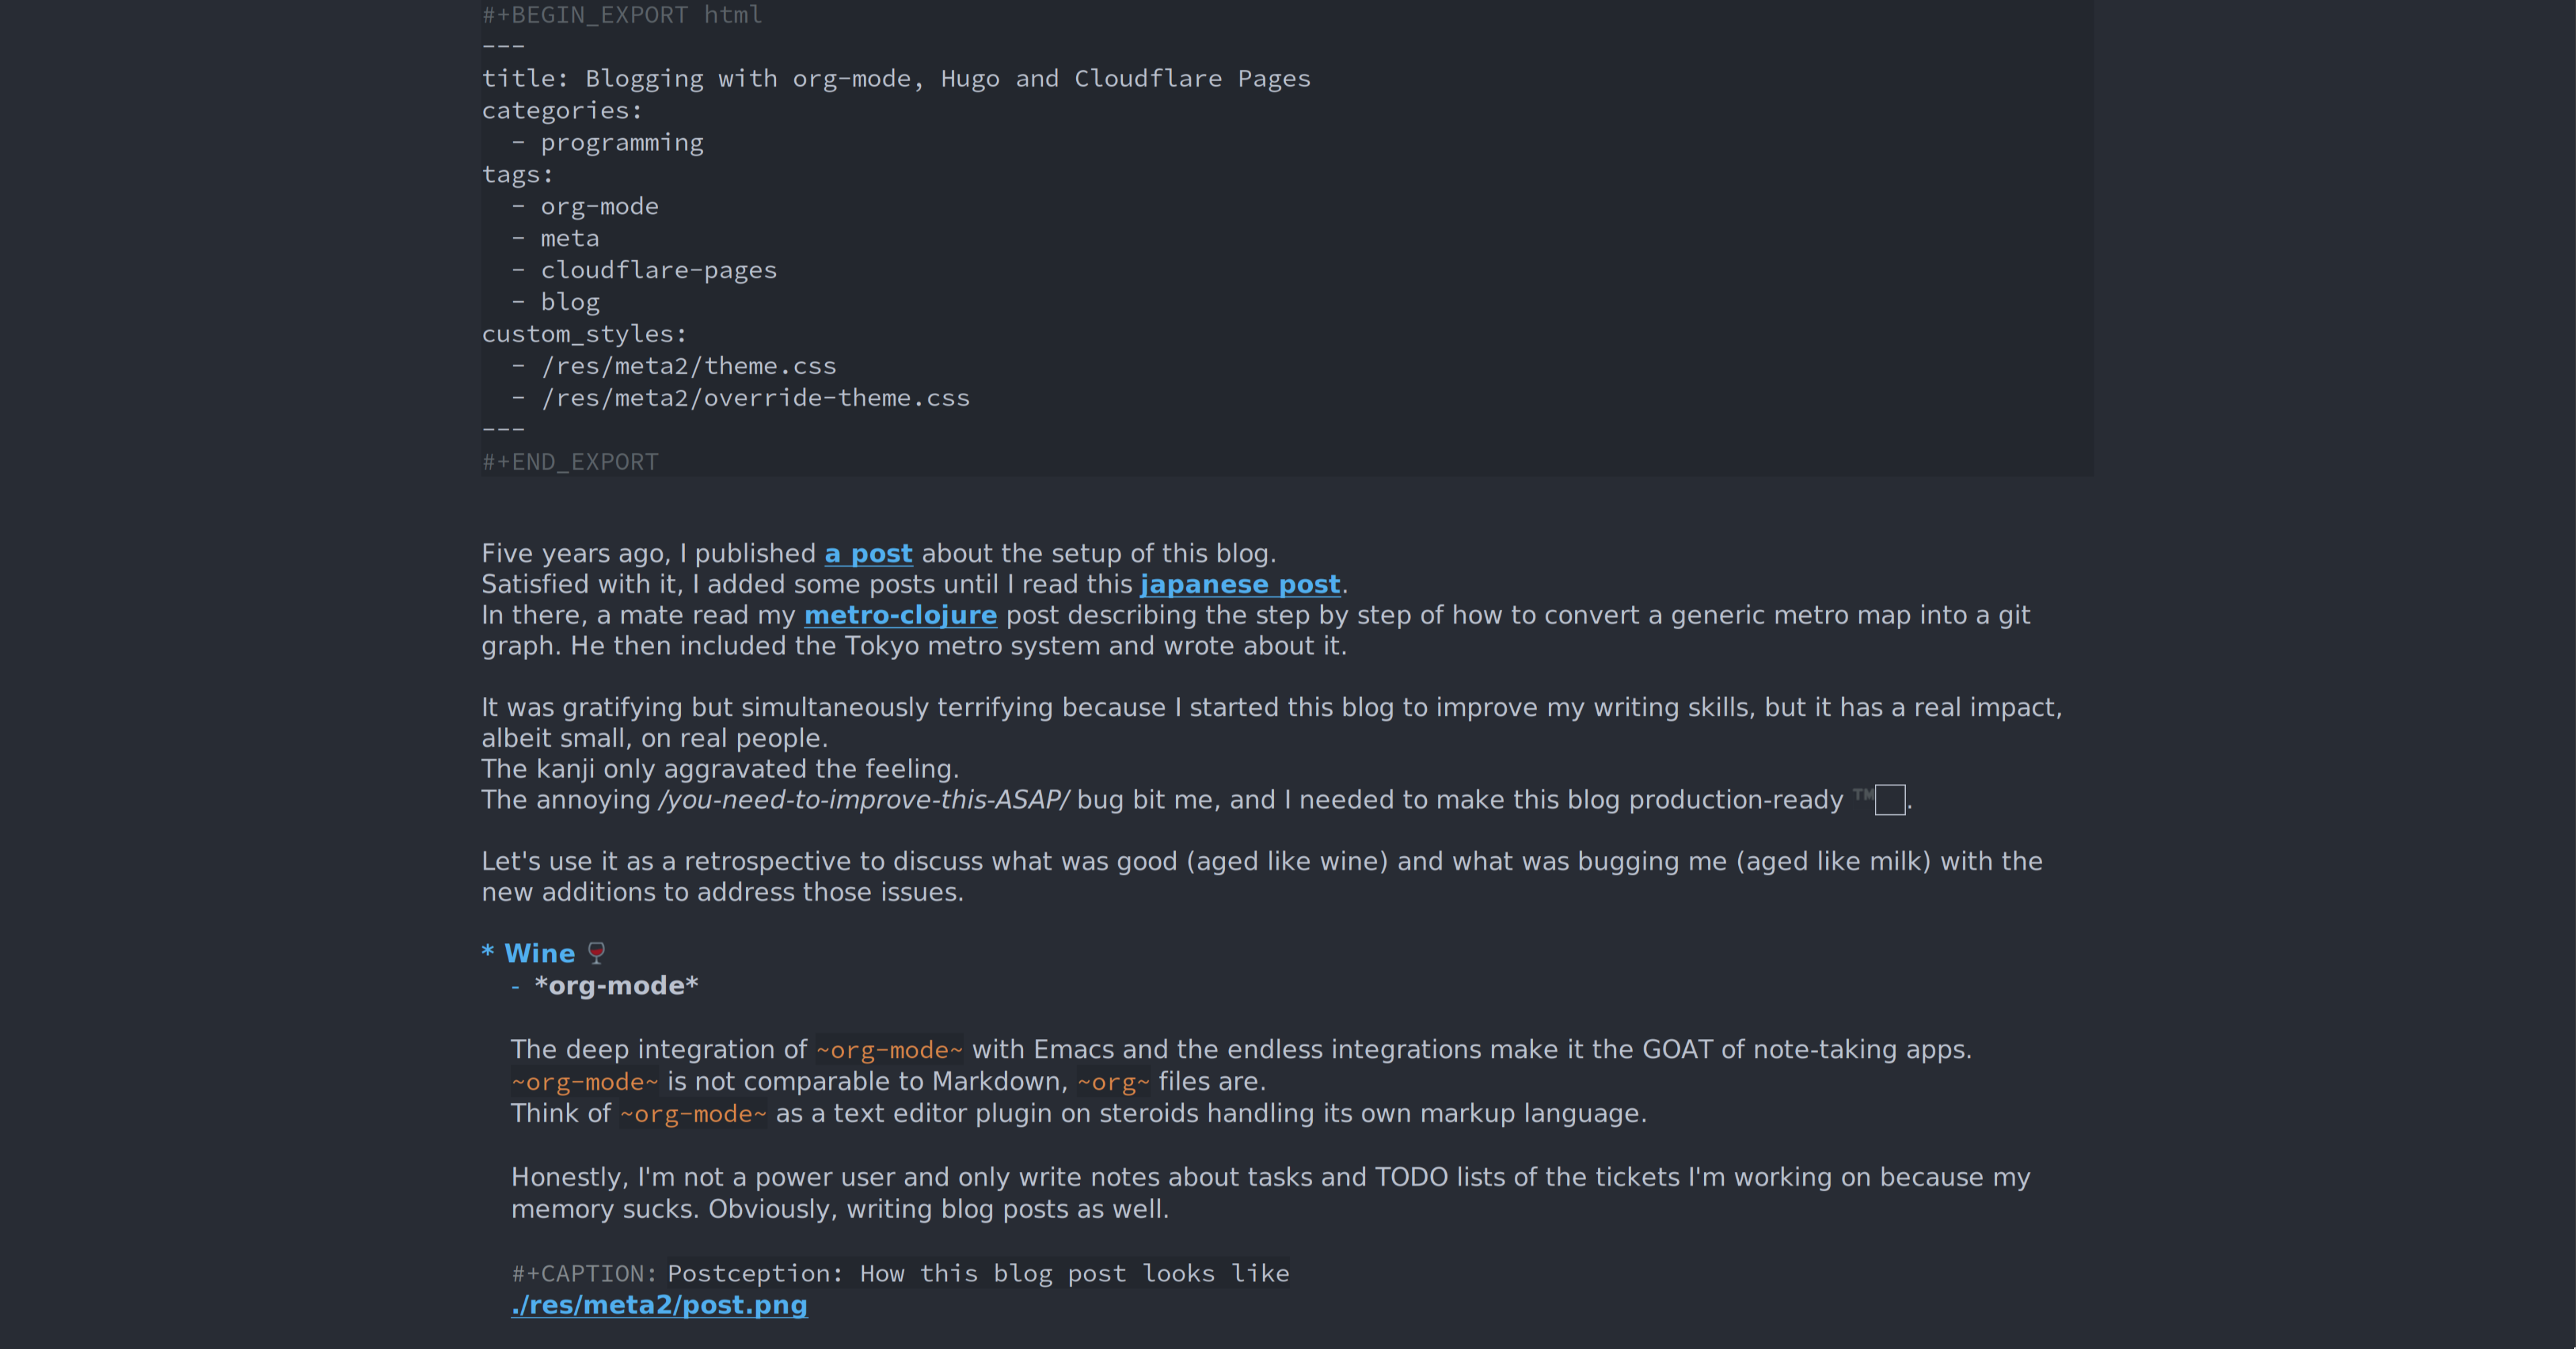 #+BEGIN_EXPORT html
---
title: Blogging with org-mode, Hugo and Cloudflare Pages
categories:
  - programming
tags:
  - org-mode
  - meta
  - cloudflare-pages
  - blog
custom_styles:
  - /res/meta2/theme.css
  - /res/meta2/override-theme.css
---
#+END_EXPORT
Five years ago, I published a post about the setup of this blog.
Satisfied with it, I added some posts until I read this japanese post.
In there, a mate read my metro-clojure post describing the step by step of how to convert a generic metro map into a git
graph. He then included the Tokyo metro system and wrote about it.
It was gratifying but simultaneously terrifying because I started this blog to improve my writing skills, but it has a real impact,
albeit small, on real people.
The kanji only aggravated the feeling.
The annoying /you-need-to-improve-this-ASAP/ bug bit me, and I needed to make this blog production-ready ™.
Let's use it as a retrospective to discuss what was good (aged like wine) and what was bugging me (aged like milk) with the
new additions to address those issues.
* Wine 🍷
- *org-mode*
The deep integration of ~org-mode~ with Emacs and the endless integrations make it the GOAT of note-taking apps.
~org-mode~ is not comparable to Markdown, ~org~ files are.
Think of ~org-mode~ as a text editor plugin on steroids handling its own markup language.
Honestly, I'm not a power user and only write notes about tasks and TODO lists of the tickets I'm working on because my
memory sucks. Obviously, writing blog posts as well.
#+CAPTION: Postception: How this blog post looks like
./res/meta2/post.png